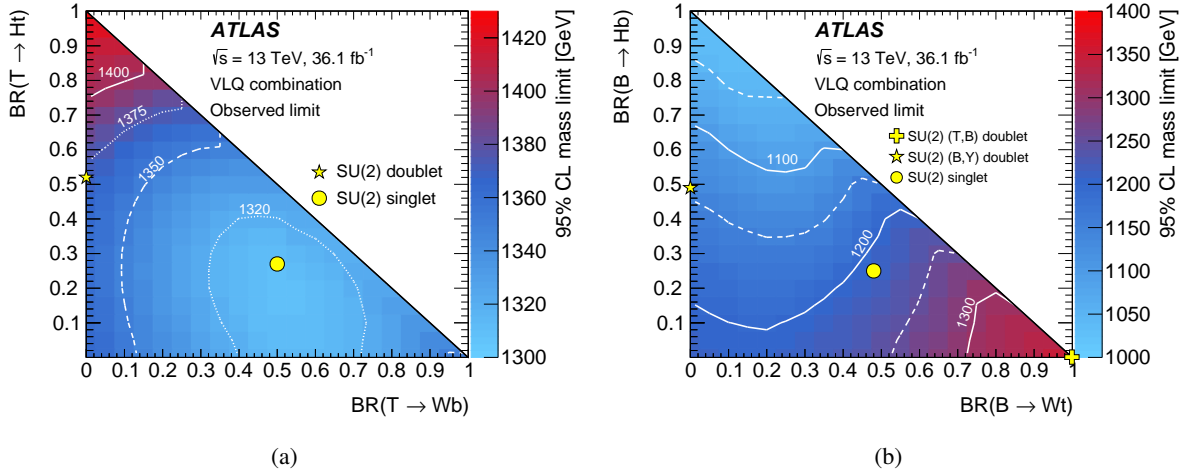 BR(T → Ht)
1
0.9
0.8
0.7
0.6
0.5
0.4
0.3
0.2
0.1
0 0.1 0.2 0.3 0.4 0.5 0.6 0.7 0.8 0.9 1
BR(T → Wb)
ATLAS
√s = 13 TeV, 36.1 fb⁻¹
VLQ combination
Observed limit
SU(2) doublet
SU(2) singlet
1400
1375
1350
1320
1420
1400
1380
1360
1340
1320
1300
95% CL mass limit [GeV]
(a)
BR(B → Hb)
1
0.9
0.8
0.7
0.6
0.5
0.4
0.3
0.2
0.1
0 0.1 0.2 0.3 0.4 0.5 0.6 0.7 0.8 0.9 1
BR(B → Wt)
ATLAS
√s = 13 TeV, 36.1 fb⁻¹
VLQ combination
Observed limit
SU(2) (T,B) doublet
SU(2) (B,Y) doublet
SU(2) singlet
1100
1200
1300
1400
1350
1300
1250
1200
1150
1100
1050
1000
95% CL mass limit [GeV]
(b)